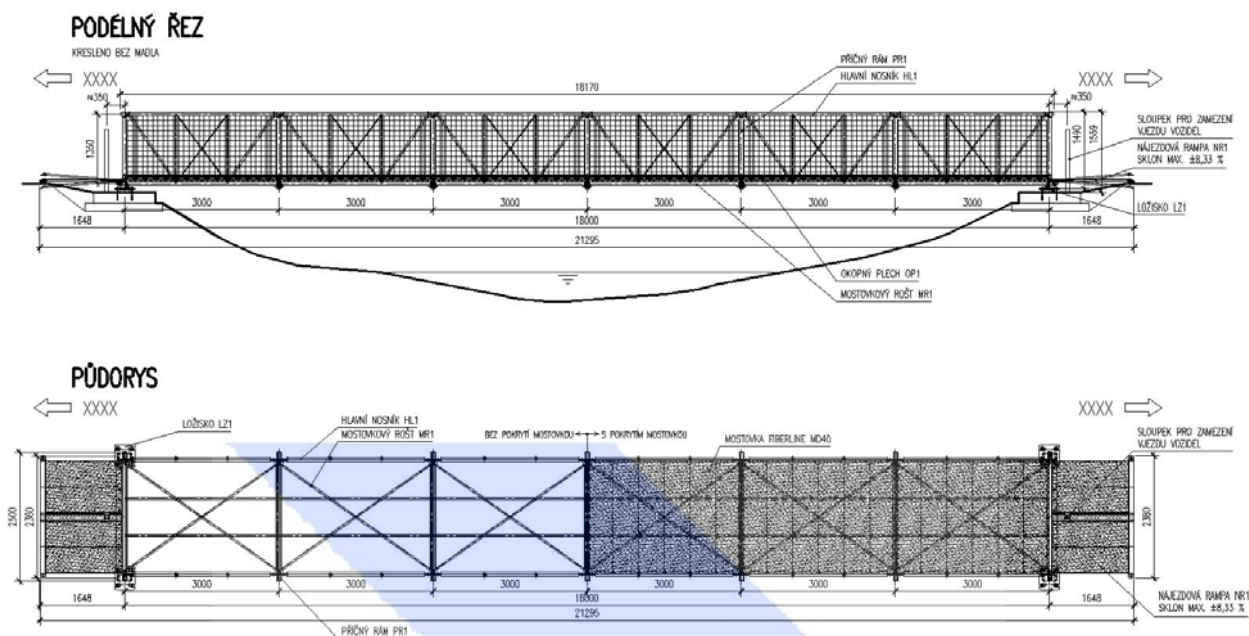 PODÉLNÝ ŘEZ
KRESLENO BEZ MADLA
XXXX
XXXX
PŘÍČNÝ RÁM PR1
HLAVNÍ NOSNÍK HL1
18170
350
350
1350
1490
1559
SLOUPEK PRO ZAMEZENÍ
VJEZDU VOZIDEL
NÁJEZDOVÁ RAMPA NR1
SKLON MAX. ±8,33 %
LOŽISKO LZ1
3000
3000
3000
3000
3000
3000
1648
18000
1648
21295
OKOPNÝ PLECH OP1
MOSTOVKOVÝ ROŠT MR1
PŮDORYS
XXXX
XXXX
LOŽISKO LZ1
HLAVNÍ NOSNÍK HL1
MOSTOVKOVÝ ROŠT MR1
BEZ POKRYTÍ MOSTOVKOU
S POKRYTÍM MOSTOVKOU
MOSTOVKA FIBERLINE MD40
SLOUPEK PRO ZAMEZENÍ
VJEZDU VOZIDEL
2500
2360
2380
3000
3000
3000
3000
3000
3000
1648
18000
1648
21295
NÁJEZDOVÁ RAMPA NR1
SKLON MAX. ±8,33 %
PŘÍČNÝ RÁM PR1